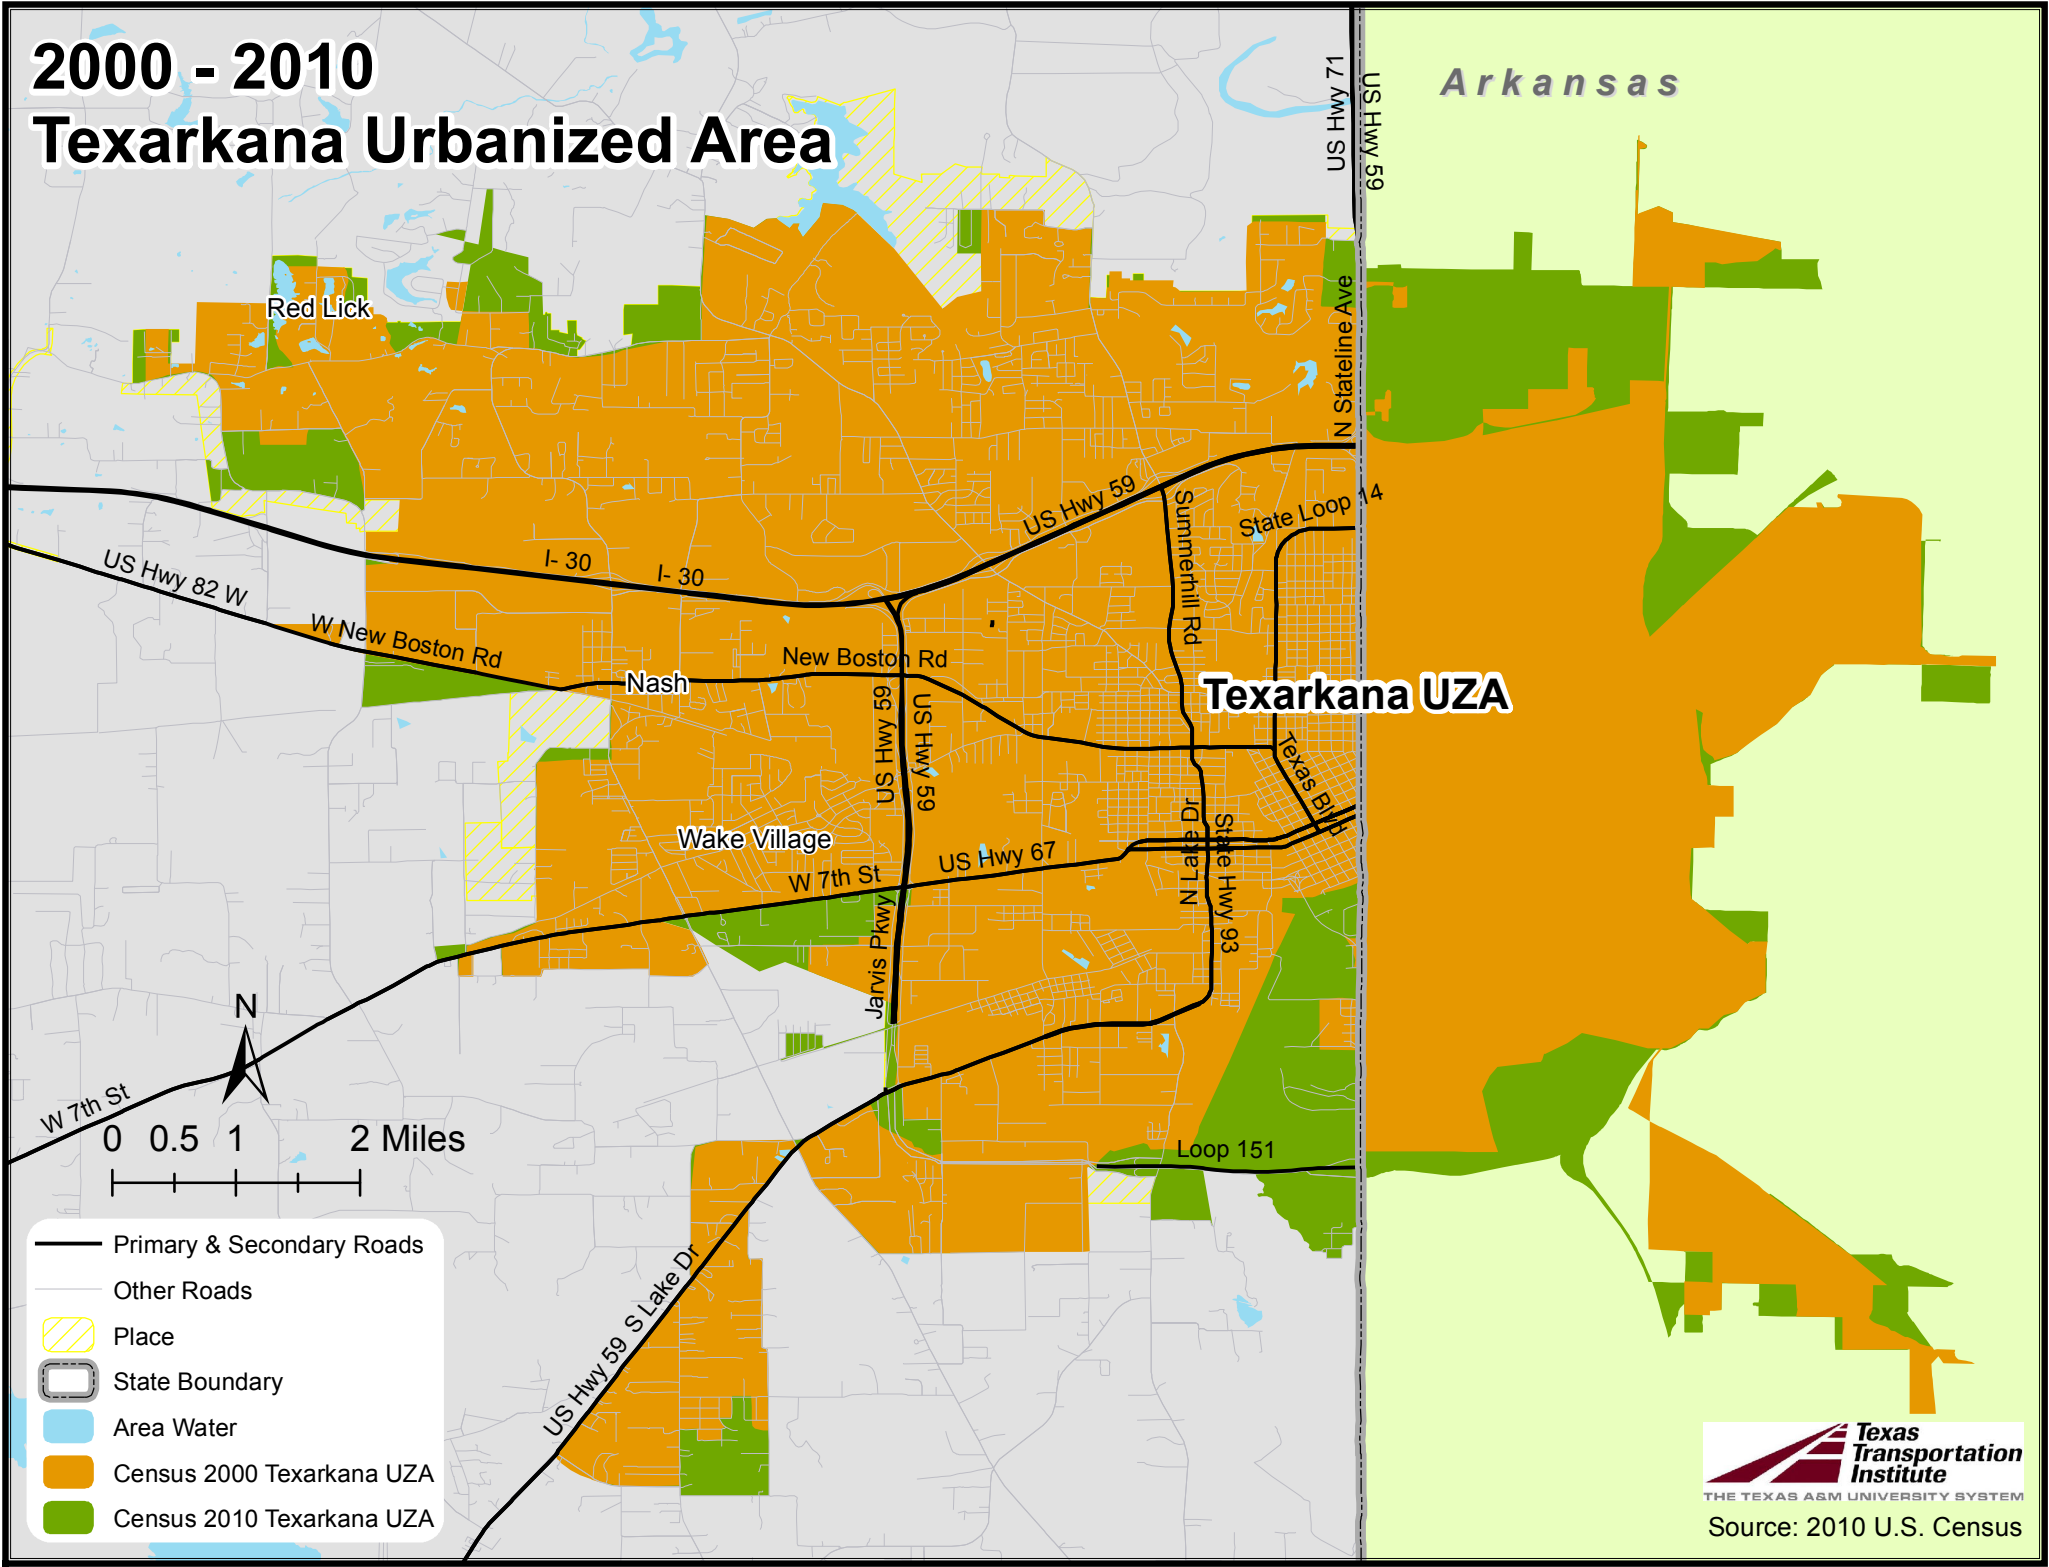 2000 - 2010
Texarkana Urbanized Area
Arkansas
US Hwy 71
US Hwy 59
Red Lick
N Stateline Ave
US Hwy 59
State Loop 14
Summerhill Rd
I- 30
I- 30
US Hwy 82 W
W New Boston Rd
New Boston Rd
Nash
Texarkana UZA
US Hwy 59
US Hwy 59
Texas Blvd
Wake Village
N Lake Dr
State Hwy 93
US Hwy 67
W 7th St
Jarvis Pkwy
N
W 7th St
0 0.5 1 2 Miles
Loop 151
US Hwy 59 S Lake Dr
Primary & Secondary Roads
Other Roads
Place
State Boundary
Area Water
Census 2000 Texarkana UZA
Census 2010 Texarkana UZA
Texas
Transportation
Institute
THE TEXAS A&M UNIVERSITY SYSTEM
Source: 2010 U.S. Census